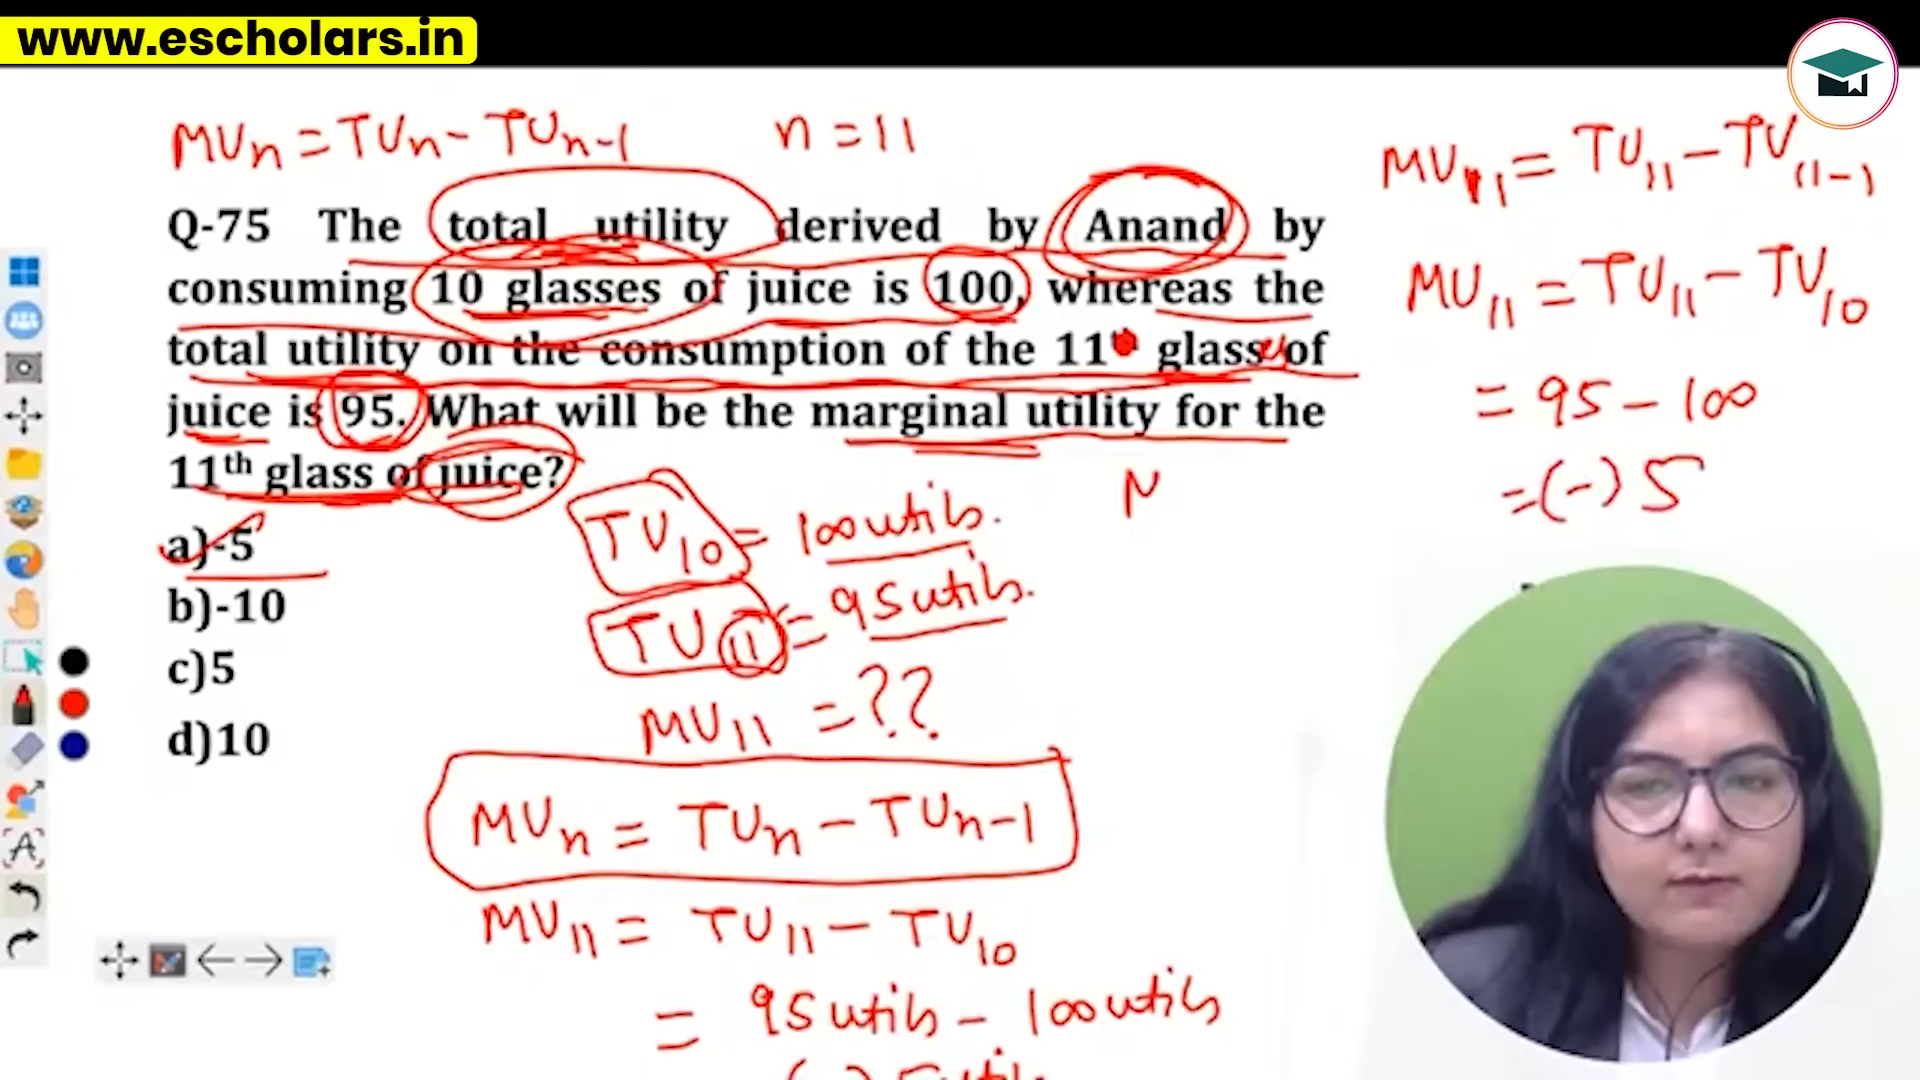 www.escholars.in
MUn = TUn - TUn-1
n = 11
Q-75 The total utility derived by Anand by
consuming 10 glasses of juice is 100, whereas the
total utility on the consumption of the 11th glass of
juice is 95. What will be the marginal utility for the
11th glass of juice?
a)-5
b)-10
c)5
d)10
TU10 = 100 utils.
TU11 = 95 utils.
MU11 = ??
MUn = TUn - TUn-1
MU11 = TU11 - TU10
= 95 utils - 100 utils
MU11 = TU11 - TU11-1
MU11 = TU11 - TU10
= 95 - 100
= (-) 5